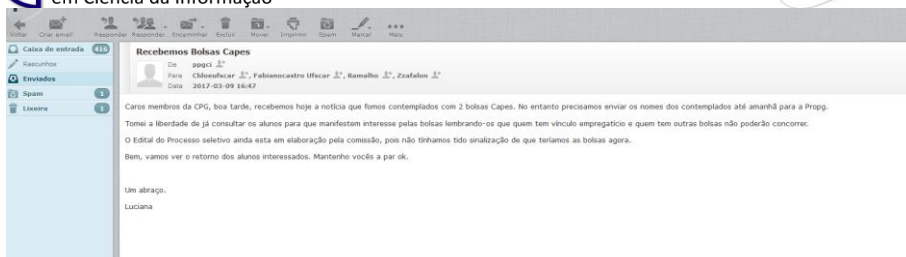 em Ciência da Informação
Voltar Criar email Responder Responder.. Encaminhar Excluir Mover Imprimir Spam Marcar Mais
Caixa de entrada 416
Rascunhos
Enviados
Spam 1
Lixeira 1
Recebemos Bolsas Capes
De ppgci
Para Chloeufscar, Fabianocastro Ufscar, Ramalho, Zzafalon
Data 2017-03-09 16:47
Caros membros da CPG, boa tarde, recebemos hoje a notícia que fomos contemplados com 2 bolsas Capes. No entanto precisamos enviar os nomes dos contemplados até amanhã para a Propg.
Tomei a liberdade de já consultar os alunos para que manifestem interesse pelas bolsas lembrando-os que quem tem vínculo empregatício e quem tem outras bolsas não poderão concorrer.
O Edital do Processo seletivo ainda esta em elaboração pela comissão, pois não tínhamos tido sinalização de que teríamos as bolsas agora.
Bem, vamos ver o retorno dos alunos interessados. Mantenho vocês a par ok.
Um abraço.
Luciana